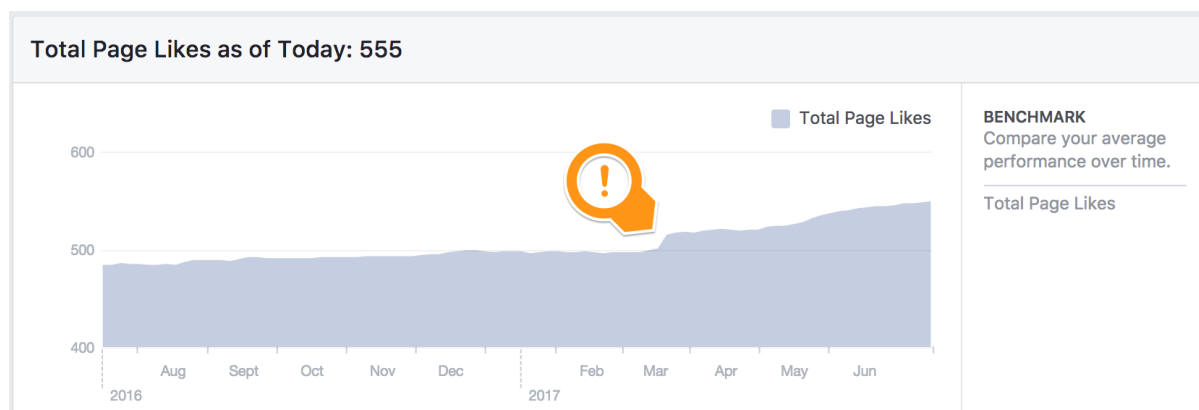 Total Page Likes as of Today: 555
Total Page Likes
BENCHMARK
Compare your average
performance over time.
Total Page Likes
600
500
400
!
Aug Sept Oct Nov Dec Feb Mar Apr May Jun
2016 2017